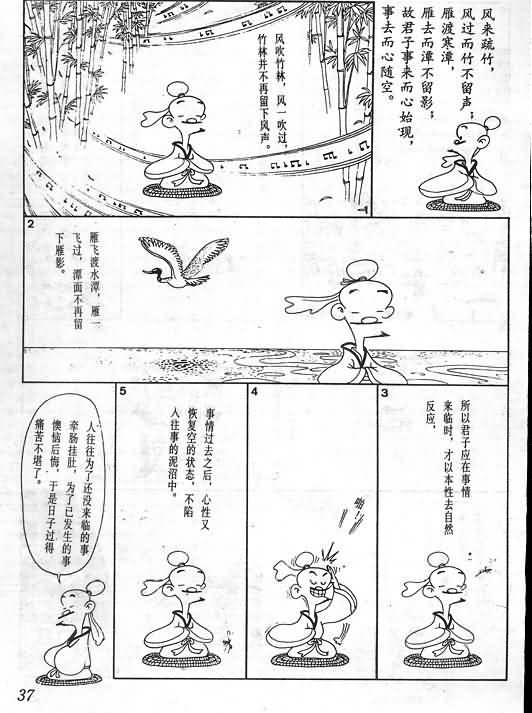 风来疏竹，
风过而竹不留声；
雁渡寒潭，
雁去而潭不留影；
故君子事来而心始现，
事去而心随空。
1
风吹竹林，风一吹过，
竹林并不再留下风声。
2
雁飞渡水潭，雁一
飞过，潭面不再留
下雁影。
3
所以君子应在事情
来临时，才以本性去自然
反应，
4
啪！
5
事情过去之后，心性又
恢复空的状态，不陷
入往事的泥沼中。
人往往为了还没来临的事
牵肠挂肚，为了已发生的事
懊恼后悔，于是日子过得
痛苦不堪了。
37